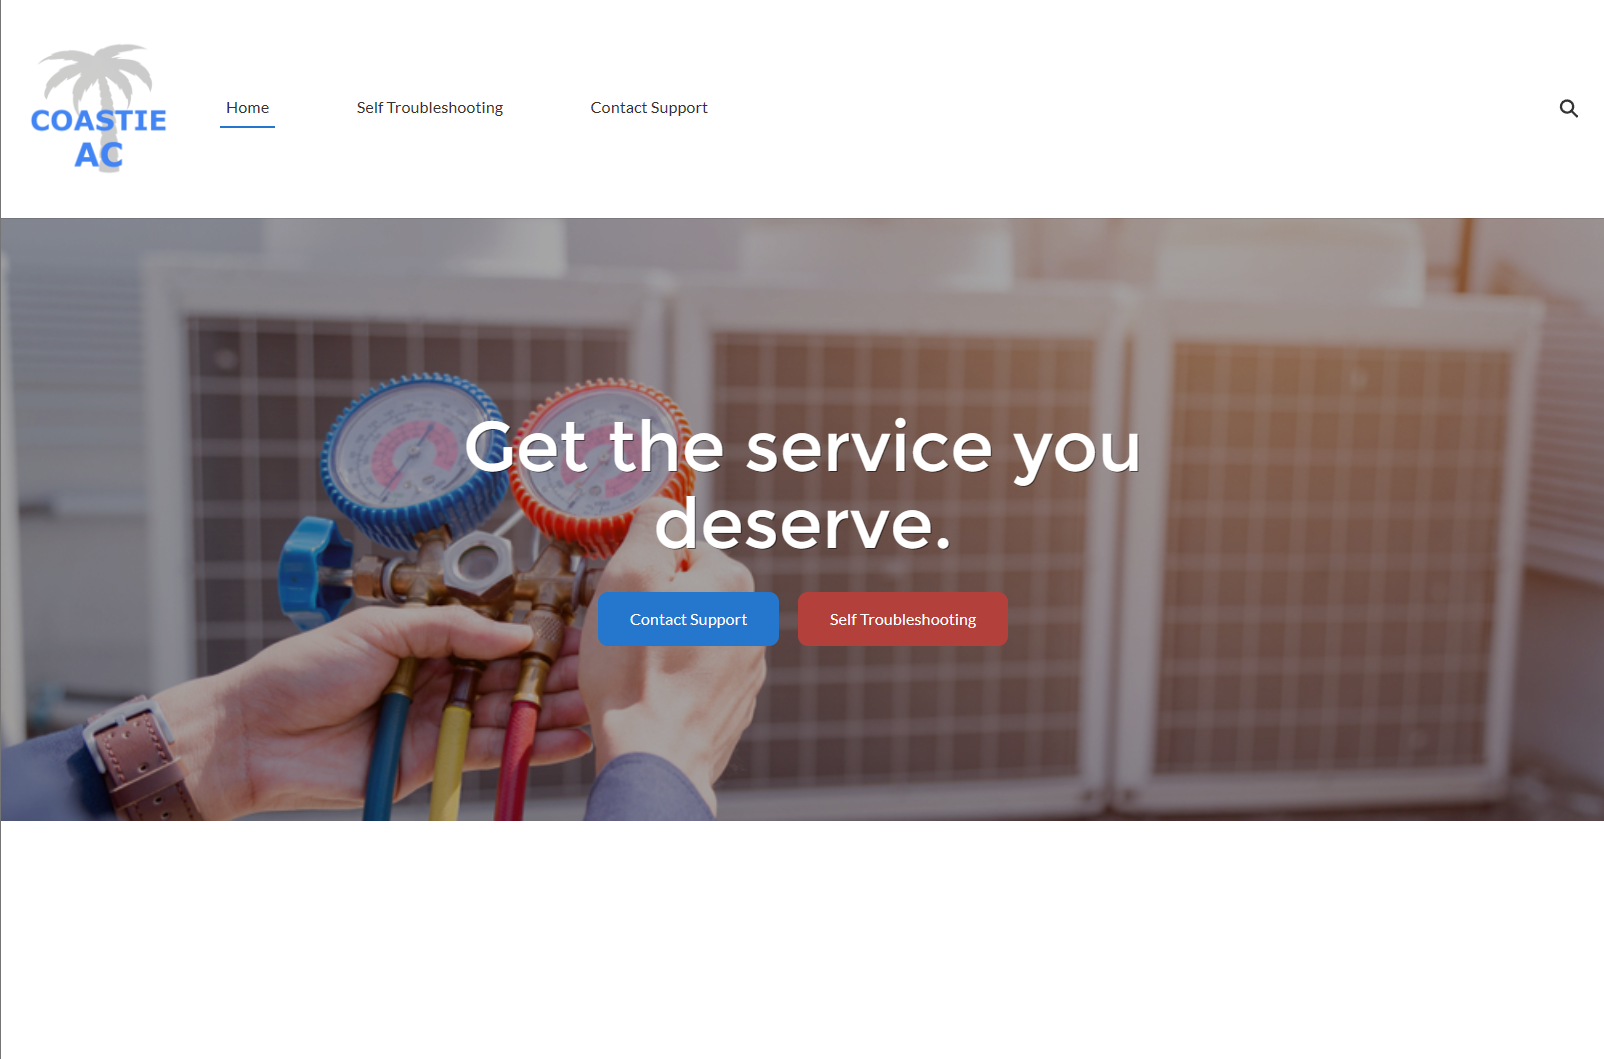 COASTIE
AC
Home
Self Troubleshooting
Contact Support
Get the service you
deserve.
Contact Support
Self Troubleshooting